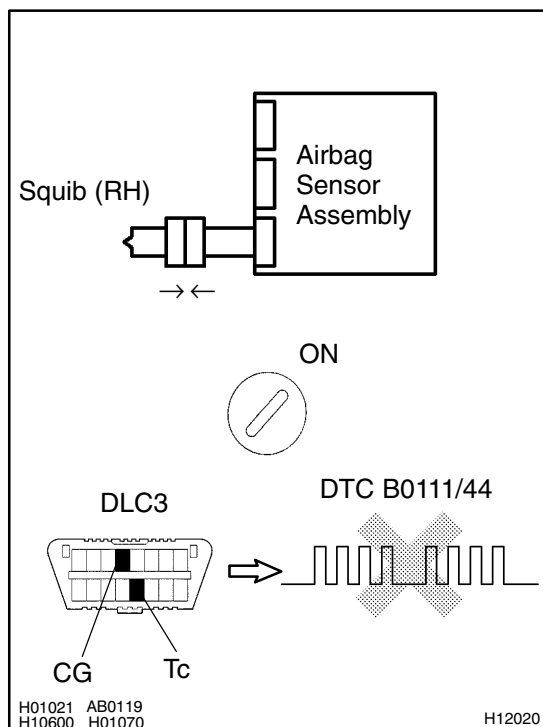 Squib (RH)
Airbag
Sensor
Assembly
ON
DLC3
DTC B0111/44
CG
Tc
H01021 AB0119
H10600 H01070
H12020